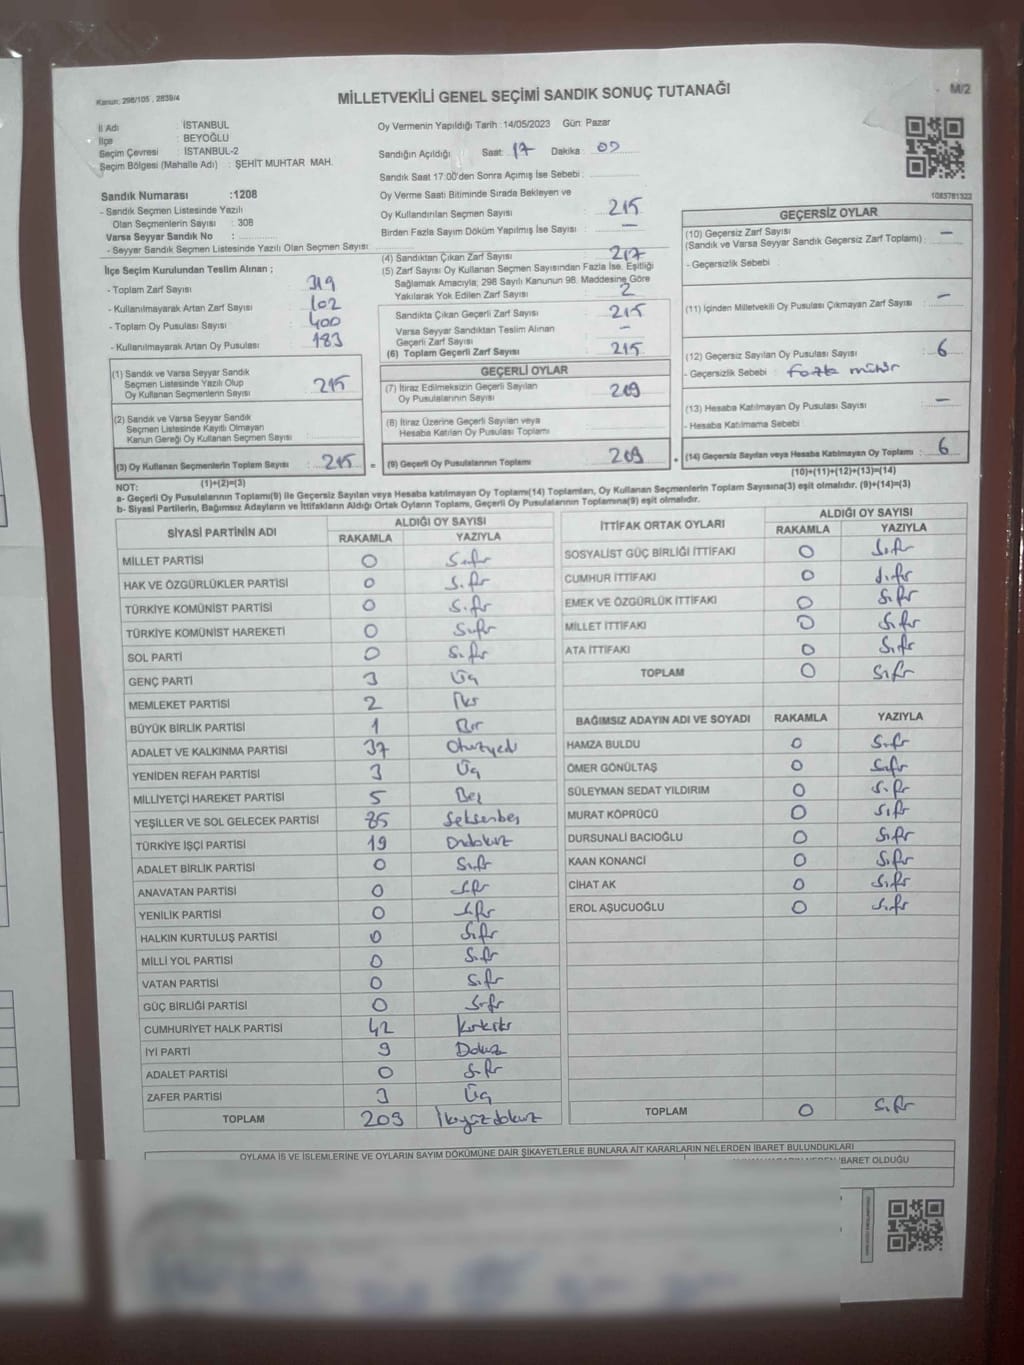 Kanun: 298/105 , 2839/4
MİLLETVEKİLİ GENEL SEÇİMİ SANDIK SONUÇ TUTANAĞI
M/2
İl Adı : İSTANBUL
İlçe : BEYOĞLU
Seçim Çevresi : İSTANBUL-2
Seçim Bölgesi (Mahalle Adı) : ŞEHİT MUHTAR MAH.
Oy Vermenin Yapıldığı Tarih :14/05/2023 Gün: Pazar
Sandığın Açıldığı Saat: 17 Dakika : 09
Sandık Saat 17:00'den Sonra Açımış İse Sebebi :
1083781322
Sandık Numarası :1208
- Sandık Seçmen Listesinde Yazılı
Olan Seçmenlerin Sayısı : 308
Varsa Seyyar Sandık No :
- Seyyar Sandık Seçmen Listesinde Yazılı Olan Seçmen Sayısı:
Oy Verme Saati Bitiminde Sırada Bekleyen ve
Oy Kullandırılan Seçmen Sayısı : 215
Birden Fazla Sayım Döküm Yapılmış İse Sayısı : —
İlçe Seçim Kurulundan Teslim Alınan ;
- Toplam Zarf Sayısı : 319
- Kullanılmayarak Artan Zarf Sayısı : 102
- Toplam Oy Pusulası Sayısı : 400
- Kullanılmayarak Artan Oy Pusulası : 183
(4) Sandıktan Çıkan Zarf Sayısı : 217
(5) Zarf Sayısı Oy Kullanan Seçmen Sayısından Fazla İse, Eşitliği
Sağlamak Amacıyla; 298 Sayılı Kanunun 98. Maddesine Göre
Yakılarak Yok Edilen Zarf Sayısı : 2
Sandıkta Çıkan Geçerli Zarf Sayısı : 215
Varsa Seyyar Sandıktan Teslim Alınan
Geçerli Zarf Sayısı : —
(6) Toplam Geçerli Zarf Sayısı : 215
GEÇERSİZ OYLAR
(10) Geçersiz Zarf Sayısı
(Sandık ve Varsa Seyyar Sandık Geçersiz Zarf Toplamı) : —
- Geçersizlik Sebebi :
(11) İçinden Milletvekili Oy Pusulası Çıkmayan Zarf Sayısı : —
(12) Geçersiz Sayılan Oy Pusulası Sayısı : 6
- Geçersizlik Sebebi : fazla mühür
(13) Hesaba Katılmayan Oy Pusulası Sayısı : —
- Hesaba Katılmama Sebebi :
(14) Geçersiz Sayılan veya Hesaba Katılmayan Oy Toplamı : 6
(10)+(11)+(12)+(13)=(14)
(1) Sandık ve Varsa Seyyar Sandık
Seçmen Listesinde Yazılı Olup
Oy Kullanan Seçmenlerin Sayısı : 215
(2) Sandık ve Varsa Seyyar Sandık
Seçmen Listesinde Kayıtlı Olmayan
Kanun Gereği Oy Kullanan Seçmen Sayısı :
(3) Oy Kullanan Seçmenlerin Toplam Sayısı : 215 =
(1)+(2)=(3)
GEÇERLİ OYLAR
(7) İtiraz Edilmeksizin Geçerli Sayılan
Oy Pusulalarının Sayısı : 209
(8) İtiraz Üzerine Geçerli Sayılan veya
Hesaba Katılan Oy Pusulası Toplamı :
(9) Geçerli Oy Pusulalarının Toplamı : 209 +
NOT:
a- Geçerli Oy Pusulalarının Toplamı(9) ile Geçersiz Sayılan veya Hesaba katılmayan Oy Toplamı(14) Toplamları, Oy Kullanan Seçmenlerin Toplam Sayısına(3) eşit olmalıdır. (9)+(14)=(3)
b- Siyasi Partilerin, Bağımsız Adayların ve İttifakların Aldığı Ortak Oyların Toplamı, Geçerli Oy Pusulalarının Toplamına(9) eşit olmalıdır.
SİYASİ PARTİNİN ADI ALDIĞI OY SAYISI
RAKAMLA YAZIYLA
MİLLET PARTİSİ 0 Sıfır
HAK VE ÖZGÜRLÜKLER PARTİSİ 0 Sıfır
TÜRKİYE KOMÜNİST PARTİSİ 0 Sıfır
TÜRKİYE KOMÜNİST HAREKETİ 0 Sıfır
SOL PARTİ 0 Sıfır
GENÇ PARTİ 3 Üç
MEMLEKET PARTİSİ 2 İki
BÜYÜK BİRLİK PARTİSİ 1 Bir
ADALET VE KALKINMA PARTİSİ 37 Otuzyedi
YENİDEN REFAH PARTİSİ 3 Üç
MİLLİYETÇİ HAREKET PARTİSİ 5 Beş
YEŞİLLER VE SOL GELECEK PARTİSİ 85 Seksenbeş
TÜRKİYE İŞÇİ PARTİSİ 19 Ondokuz
ADALET BİRLİK PARTİSİ 0 Sıfır
ANAVATAN PARTİSİ 0 Sıfır
YENİLİK PARTİSİ 0 Sıfır
HALKIN KURTULUŞ PARTİSİ 0 Sıfır
MİLLİ YOL PARTİSİ 0 Sıfır
VATAN PARTİSİ 0 Sıfır
GÜÇ BİRLİĞİ PARTİSİ 0 Sıfır
CUMHURİYET HALK PARTİSİ 42 Kırkiki
İYİ PARTİ 9 Dokuz
ADALET PARTİSİ 0 Sıfır
ZAFER PARTİSİ 3 Üç
TOPLAM 209 İkiyüzdokuz
İTTİFAK ORTAK OYLARI ALDIĞI OY SAYISI
RAKAMLA YAZIYLA
SOSYALİST GÜÇ BİRLİĞİ İTTİFAKI 0 Sıfır
CUMHUR İTTİFAKI 0 Sıfır
EMEK VE ÖZGÜRLÜK İTTİFAKI 0 Sıfır
MİLLET İTTİFAKI 0 Sıfır
ATA İTTİFAKI 0 Sıfır
TOPLAM 0 Sıfır
BAĞIMSIZ ADAYIN ADI VE SOYADI RAKAMLA YAZIYLA
HAMZA BULDU 0 Sıfır
ÖMER GÖNÜLTAŞ 0 Sıfır
SÜLEYMAN SEDAT YILDIRIM 0 Sıfır
MURAT KÖPRÜCÜ 0 Sıfır
DURSUNALİ BACIOĞLU 0 Sıfır
KAAN KONANCİ 0 Sıfır
CİHAT AK 0 Sıfır
EROL AŞUCUOĞLU 0 Sıfır
TOPLAM 0 Sıfır
OYLAMA İŞ VE İŞLEMLERİNE VE OYLARIN SAYIM DÖKÜMÜNE DAİR ŞİKAYETLERLE BUNLARA AİT KARARLARIN NELERDEN İBARET BULUNDUKLARI
İBARET OLDUĞU